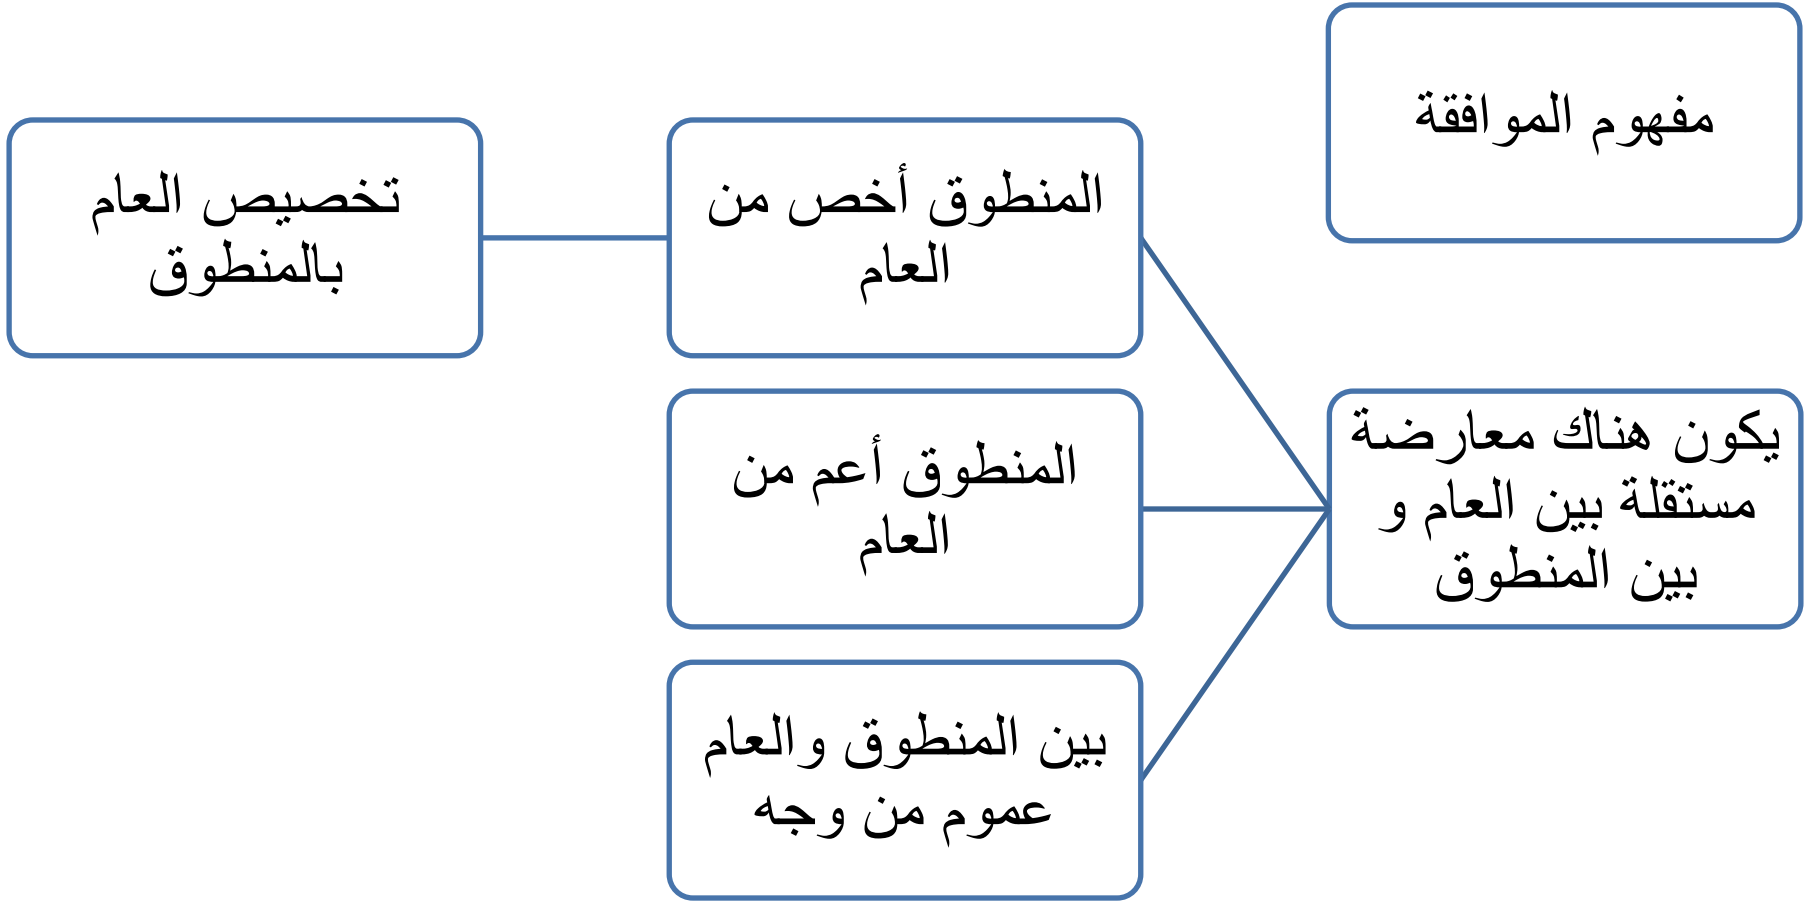 مفهوم الموافقة
يكون هناك معارضة
مستقلة بين العام و
بين المنطوق
المنطوق أخص من
العام
تخصيص العام
بالمنطوق
المنطوق أعم من
العام
بين المنطوق والعام
عموم من وجه